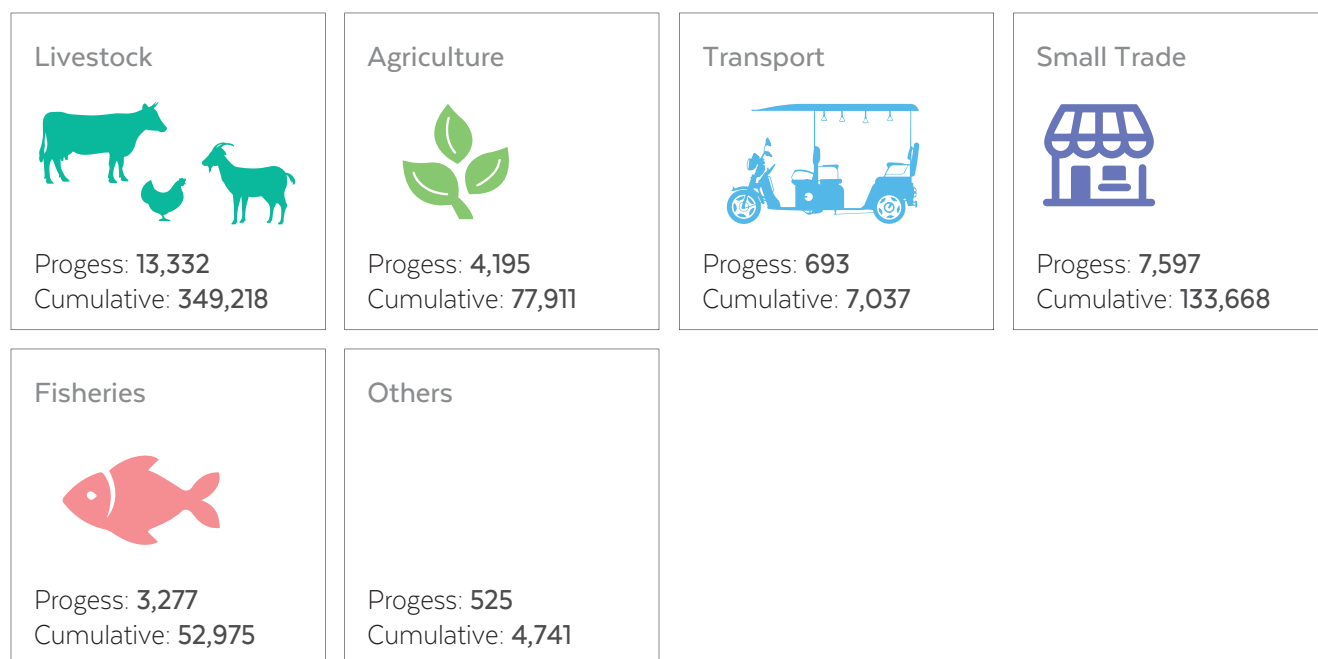 Livestock
Progess: 13,332
Cumulative: 349,218
Agriculture
Progess: 4,195
Cumulative: 77,911
Transport
Progess: 693
Cumulative: 7,037
Small Trade
Progess: 7,597
Cumulative: 133,668
Fisheries
Progess: 3,277
Cumulative: 52,975
Others
Progess: 525
Cumulative: 4,741